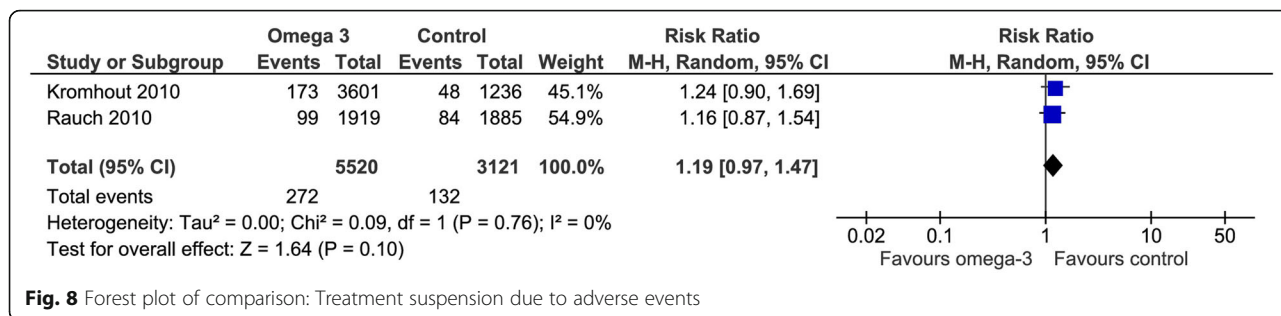 Omega 3 Control Risk Ratio Risk Ratio
Study or Subgroup Events Total Events Total Weight M-H, Random, 95% CI M-H, Random, 95% CI
Kromhout 2010 173 3601 48 1236 45.1% 1.24 [0.90, 1.69]
Rauch 2010 99 1919 84 1885 54.9% 1.16 [0.87, 1.54]
Total (95% CI) 5520 3121 100.0% 1.19 [0.97, 1.47]
Total events 272 132
Heterogeneity: Tau² = 0.00; Chi² = 0.09, df = 1 (P = 0.76); I² = 0%
Test for overall effect: Z = 1.64 (P = 0.10)
0.02 0.1 1 10 50
Favours omega-3 Favours control
Fig. 8 Forest plot of comparison: Treatment suspension due to adverse events